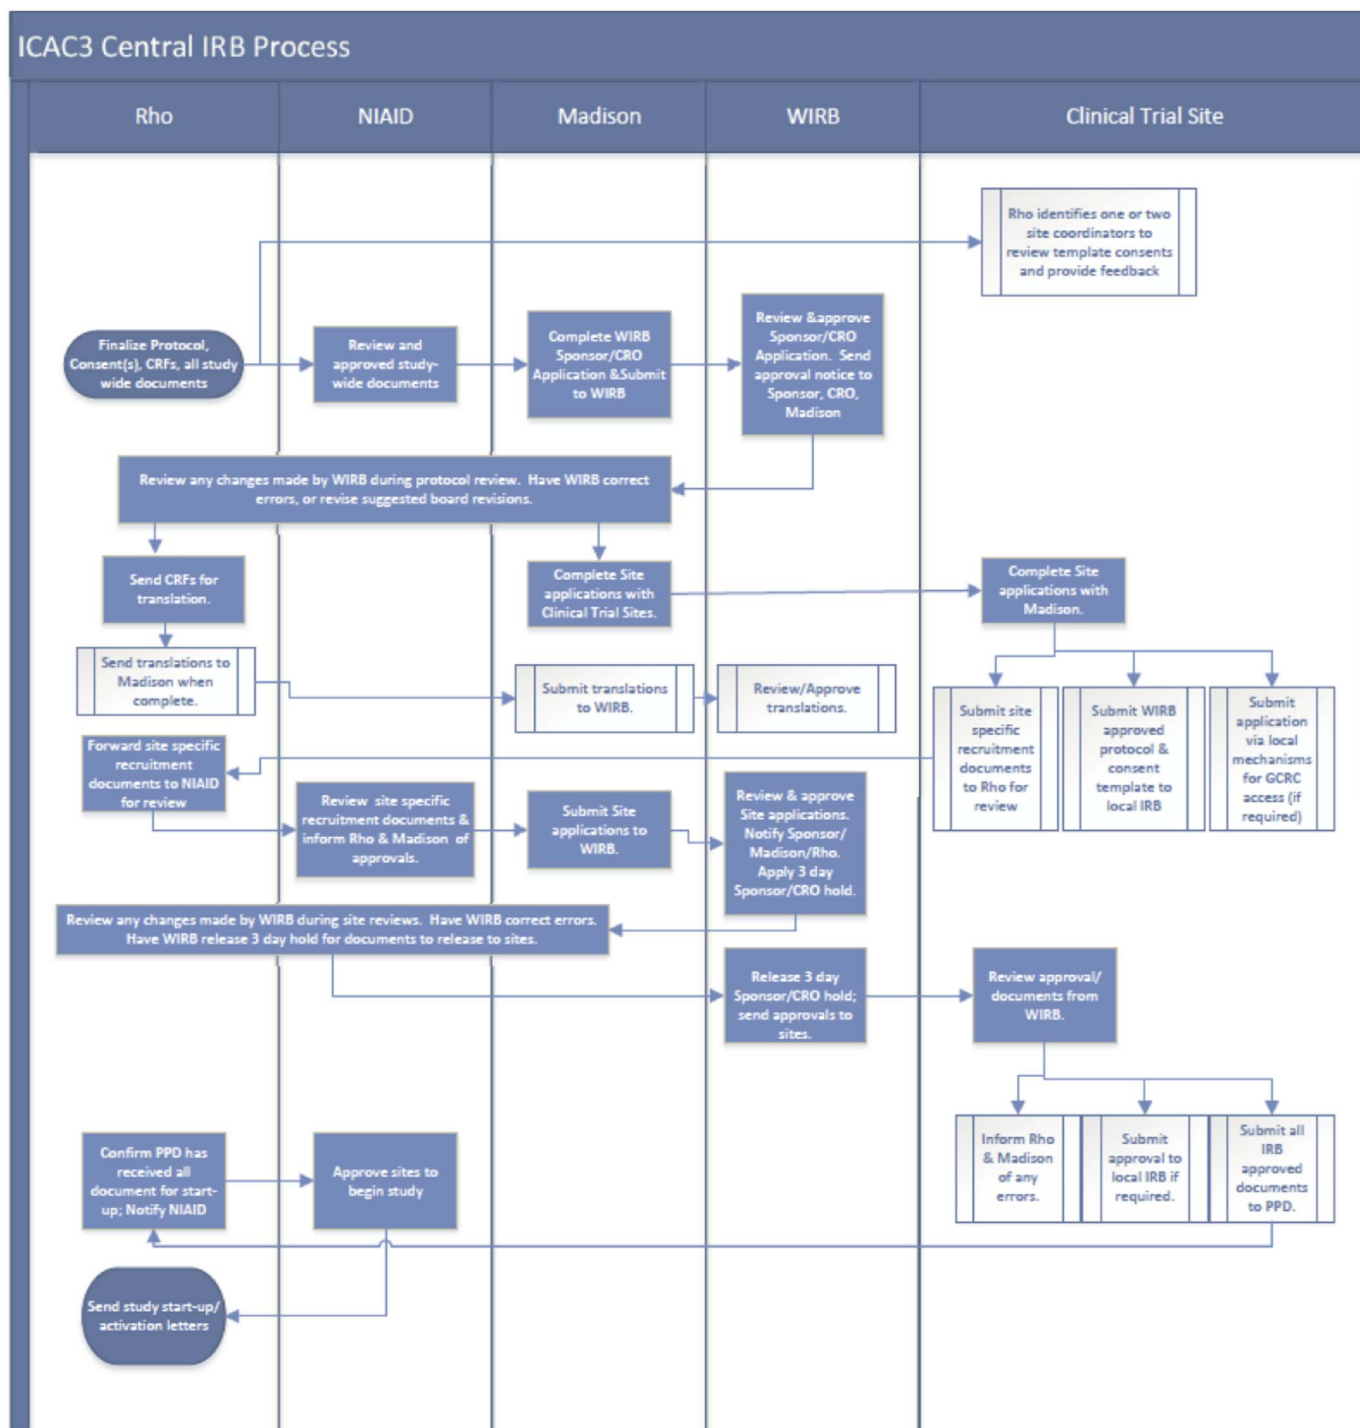 ICAC3 Central IRB Process
Rho
NIAID
Madison
WIRB
Clinical Trial Site
Rho identifies one or two
site coordinators to
review template consents
and provide feedback
Finalize Protocol,
Consent(s), CRFs, all study
wide documents
Review and
approved study-
wide documents
Complete WIRB
Sponsor/CRO
Application &Submit
to WIRB
Review &approve
Sponsor/CRO
Application. Send
approval notice to
Sponsor, CRO,
Madison
Review any changes made by WIRB during protocol review. Have WIRB correct
errors, or revise suggested board revisions.
Send CRFs for
translation.
Complete Site
applications with
Clinical Trial Sites.
Complete Site
applications with
Madison.
Send translations to
Madison when
complete.
Submit translations
to WIRB.
Review/Approve
translations.
Submit site
specific
recruitment
documents
to Rho for
review
Submit WIRB
approved
protocol &
consent
template to
local IRB
Submit
application
via local
mechanisms
for GCRC
access (if
required)
Forward site specific
recruitment
documents to NIAID
for review
Review site specific
recruitment documents &
inform Rho & Madison of
approvals.
Submit Site
applications to
WIRB.
Review & approve
Site applications.
Notify Sponsor/
Madison/Rho.
Apply 3 day
Sponsor/CRO hold.
Review any changes made by WIRB during site reviews. Have WIRB correct errors.
Have WIRB release 3 day hold for documents to release to sites.
Release 3 day
Sponsor/CRO hold;
send approvals to
sites.
Review approval/
documents from
WIRB.
Inform Rho
& Madison
of any
errors.
Submit
approval to
local IRB if
required.
Submit all
IRB
approved
documents
to PPD.
Confirm PPD has
received all
document for start-
up; Notify NIAID
Approve sites to
begin study
Send study start-up/
activation letters